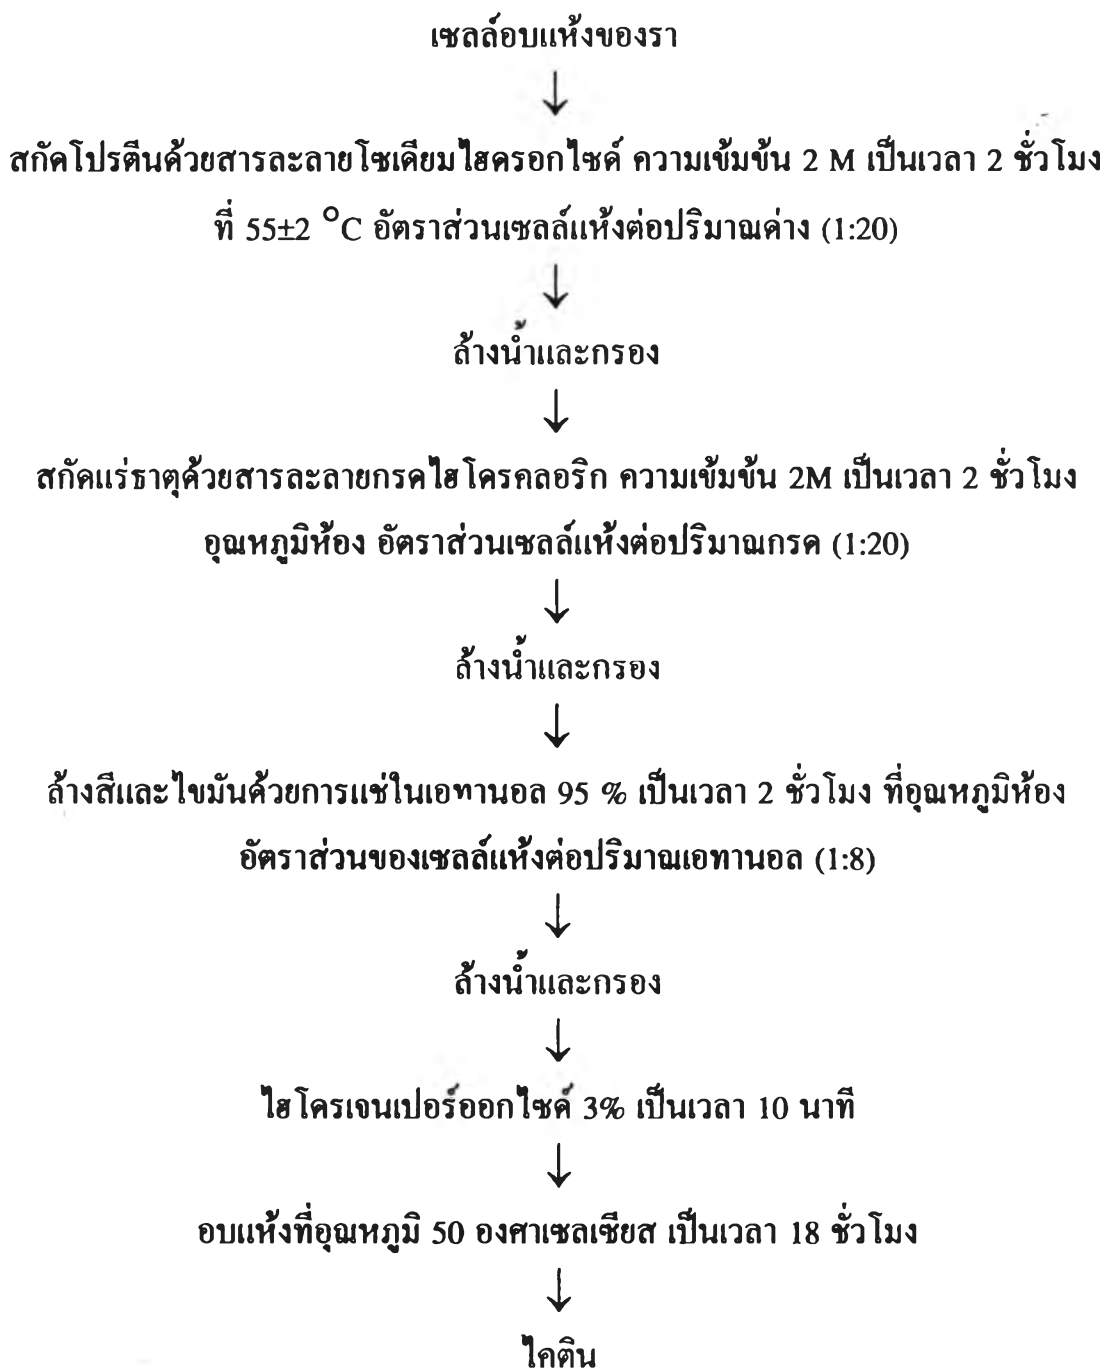 เซลล์อบแห้งของรา
↓
สกัดโปรตีนด้วยสารละลายโซเดียมไฮดรอกไซด์ ความเข้มข้น 2 M เป็นเวลา 2 ชั่วโมง
ที่ 55±2 °C อัตราส่วนเซลล์แห้งต่อปริมาณด่าง (1:20)
↓
ล้างน้ำและกรอง
↓
สกัดแร่ธาตุด้วยสารละลายกรดไฮโดรคลอริก ความเข้มข้น 2M เป็นเวลา 2 ชั่วโมง
อุณหภูมิห้อง อัตราส่วนเซลล์แห้งต่อปริมาณกรด (1:20)
↓
ล้างน้ำและกรอง
↓
ล้างสีและไขมันด้วยการแช่ในเอทานอล 95 % เป็นเวลา 2 ชั่วโมง ที่อุณหภูมิห้อง
อัตราส่วนของเซลล์แห้งต่อปริมาณเอทานอล (1:8)
↓
ล้างน้ำและกรอง
↓
ไฮโดรเจนเปอร์ออกไซด์ 3% เป็นเวลา 10 นาที
↓
อบแห้งที่อุณหภูมิ 50 องศาเซลเซียส เป็นเวลา 18 ชั่วโมง
↓
ไคติน